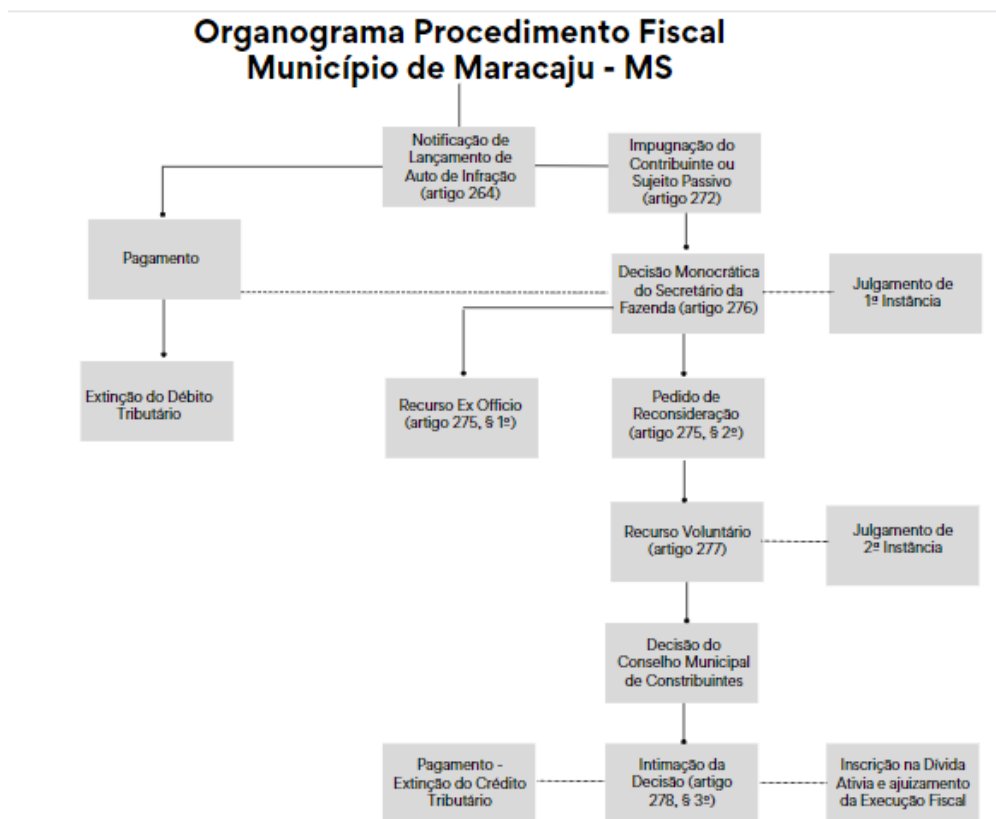 Organograma Procedimento Fiscal
Município de Maracaju - MS
Notificação de
Lançamento de
Auto de Infração
(artigo 264)
Impugnação do
Contribuinte ou
Sujeito Passivo
(artigo 272)
Pagamento
Decisão Monocrática
do Secretário da
Fazenda (artigo 276)
Julgamento de
1ª Instância
Extinção do Débito
Tributário
Recurso Ex Officio
(artigo 275, § 1º)
Pedido de
Reconsideração
(artigo 275, § 2º)
Recurso Voluntário
(artigo 277)
Julgamento de
2ª Instância
Decisão do
Conselho Municipal
de Constribuintes
Pagamento -
Extinção do Crédito
Tributário
Intimação da
Decisão (artigo
278, § 3º)
Inscrição na Dívida
Ativia e ajuizamento
da Execução Fiscal